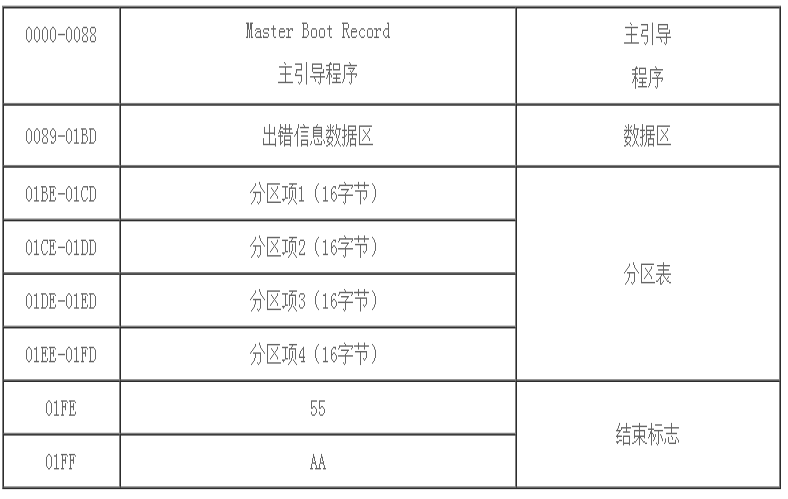 0000-0088
Master Boot Record
主引导程序
主引导
程序
0089-01BD
出错信息数据区
数据区
01BE-01CD
分区项1（16字节）
01CE-01DD
分区项2（16字节）
01DE-01ED
分区项3（16字节）
01EE-01FD
分区项4（16字节）
分区表
01FE
55
01FF
AA
结束标志